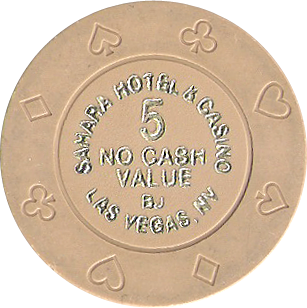 SAHARA HOTEL & CASINO
5
NO CASH
VALUE
BJ
LAS VEGAS, NV